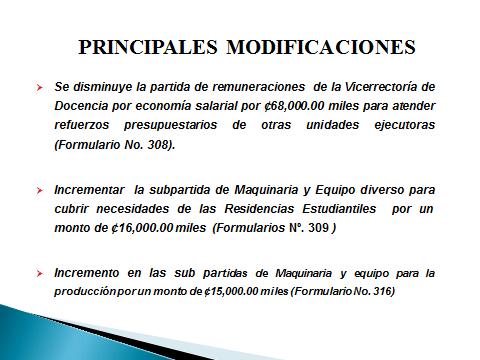 PRINCIPALES MODIFICACIONES
Se disminuye la partida de remuneraciones de la Vicerrectoría de
Docencia por economía salarial por ¢68,000.00 miles para atender
refuerzos presupuestarios de otras unidades ejecutoras
(Formulario No. 308).
Incrementar la subpartida de Maquinaria y Equipo diverso para
cubrir necesidades de las Residencias Estudiantiles por un
monto de ¢16,000.00 miles (Formularios Nº. 309 )
Incremento en las sub partidas de Maquinaria y equipo para la
producción por un monto de ¢15,000.00 miles (Formulario No. 316)